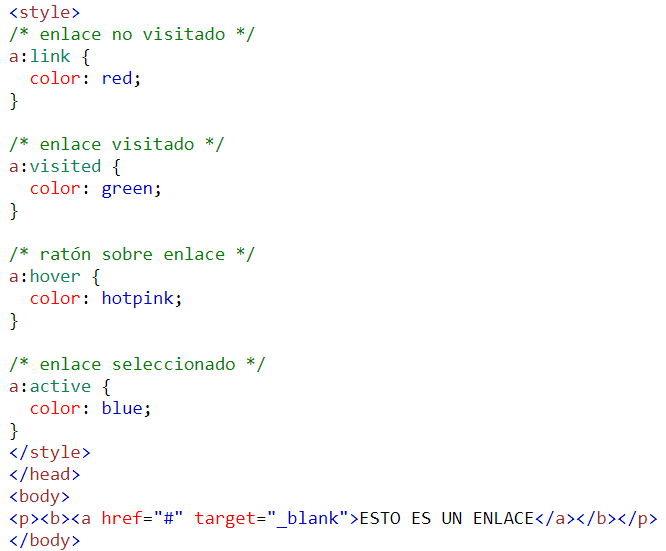 <style>
/* enlace no visitado */
a:link {
  color: red;
}

/* enlace visitado */
a:visited {
  color: green;
}

/* ratón sobre enlace */
a:hover {
  color: hotpink;
}

/* enlace seleccionado */
a:active {
  color: blue;
}
</style>
</head>
<body>
<p><b><a href="#" target="_blank">ESTO ES UN ENLACE</a></b></p>
</body>